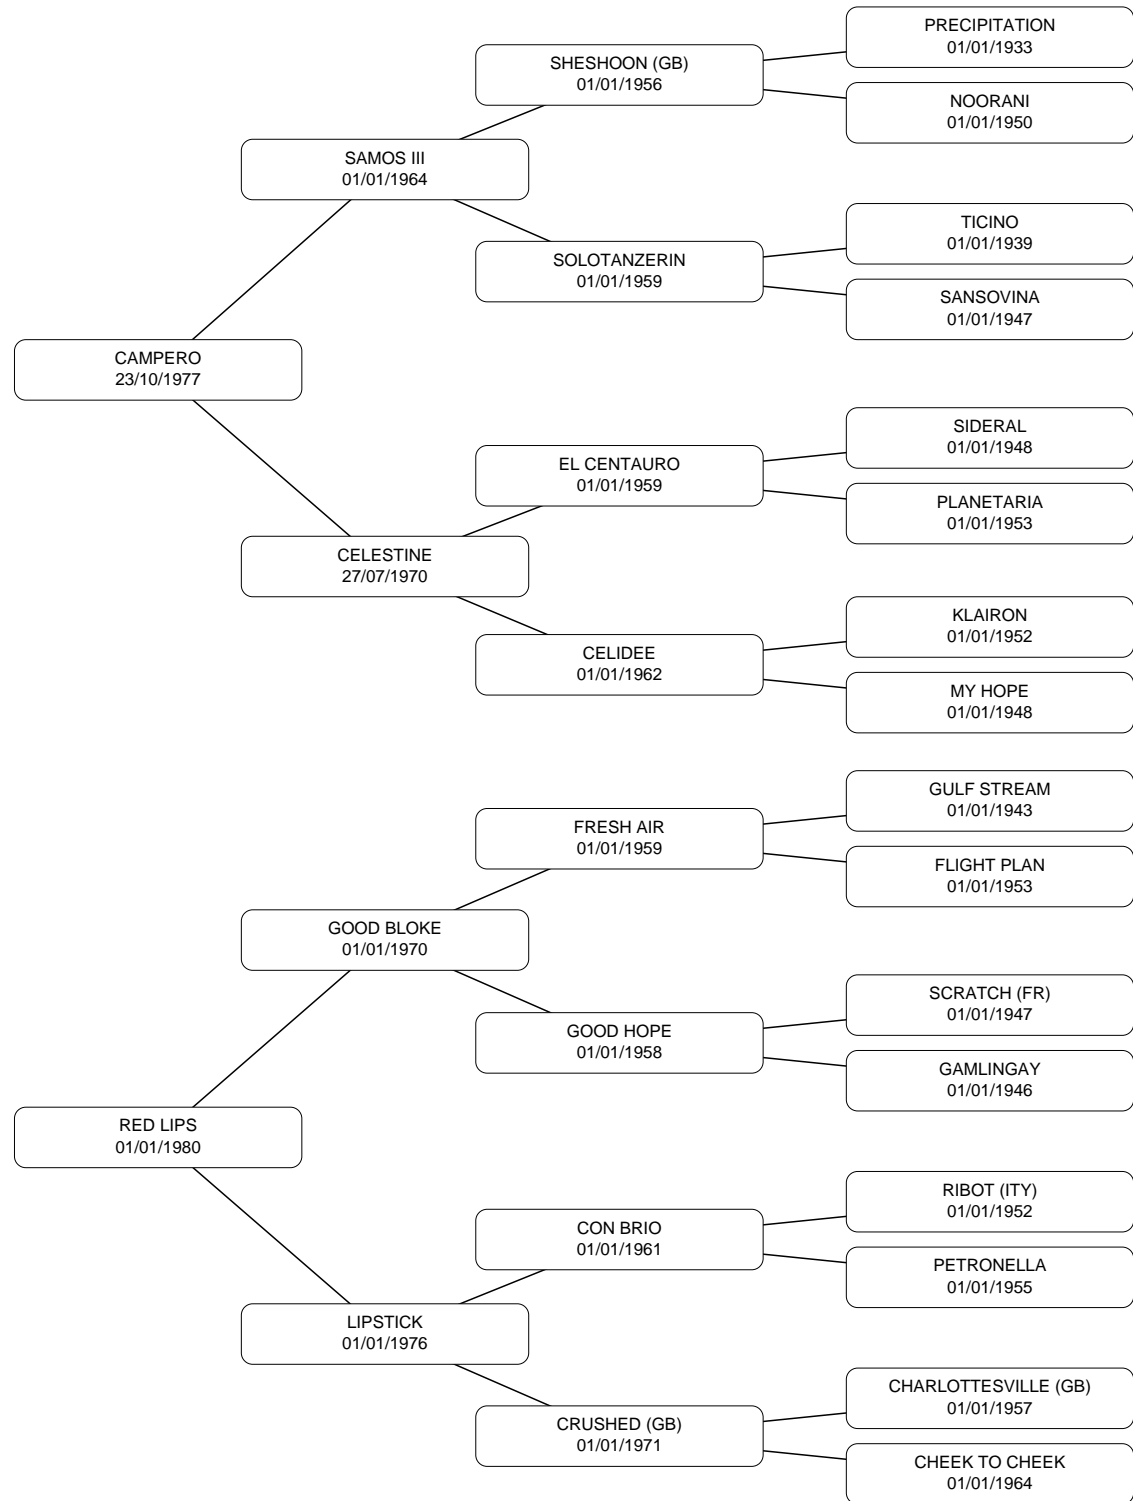 PRECIPITATION
01/01/1933
SHESHOON (GB)
01/01/1956
NOORANI
01/01/1950
SAMOS III
01/01/1964
TICINO
01/01/1939
SOLOTANZERIN
01/01/1959
SANSOVINA
01/01/1947
CAMPERO
23/10/1977
SIDERAL
01/01/1948
EL CENTAURO
01/01/1959
PLANETARIA
01/01/1953
CELESTINE
27/07/1970
KLAIRON
01/01/1952
CELIDEE
01/01/1962
MY HOPE
01/01/1948
GULF STREAM
01/01/1943
FRESH AIR
01/01/1959
FLIGHT PLAN
01/01/1953
GOOD BLOKE
01/01/1970
SCRATCH (FR)
01/01/1947
GOOD HOPE
01/01/1958
GAMLINGAY
01/01/1946
RED LIPS
01/01/1980
RIBOT (ITY)
01/01/1952
CON BRIO
01/01/1961
PETRONELLA
01/01/1955
LIPSTICK
01/01/1976
CHARLOTTESVILLE (GB)
01/01/1957
CRUSHED (GB)
01/01/1971
CHEEK TO CHEEK
01/01/1964